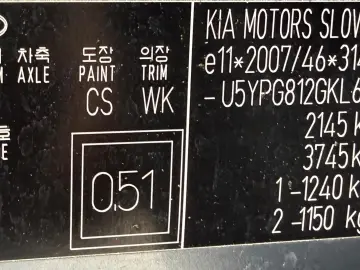 차축 도장 의장
AXLE PAINT TRIM
CS WK
0.51
KIA MOTORS SLOV
e11*2007/46*314
-U5YPG812GKL6
2145 K
3745
1 -1240
2 -1150 kg